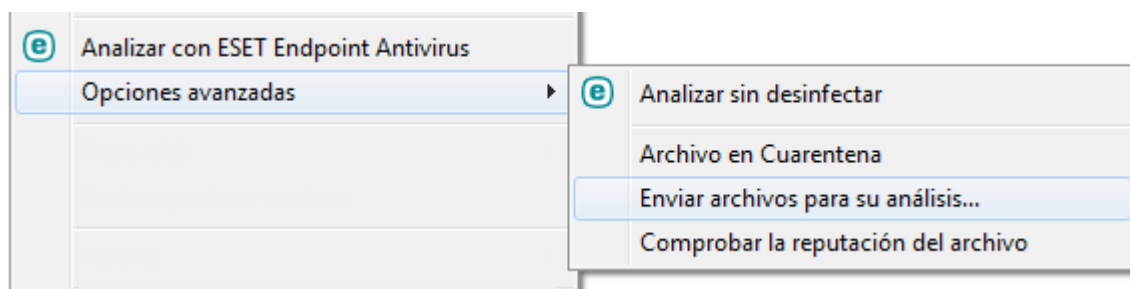 Analizar con ESET Endpoint Antivirus
Opciones avanzadas
Analizar sin desinfectar
Archivo en Cuarentena
Enviar archivos para su análisis...
Comprobar la reputación del archivo